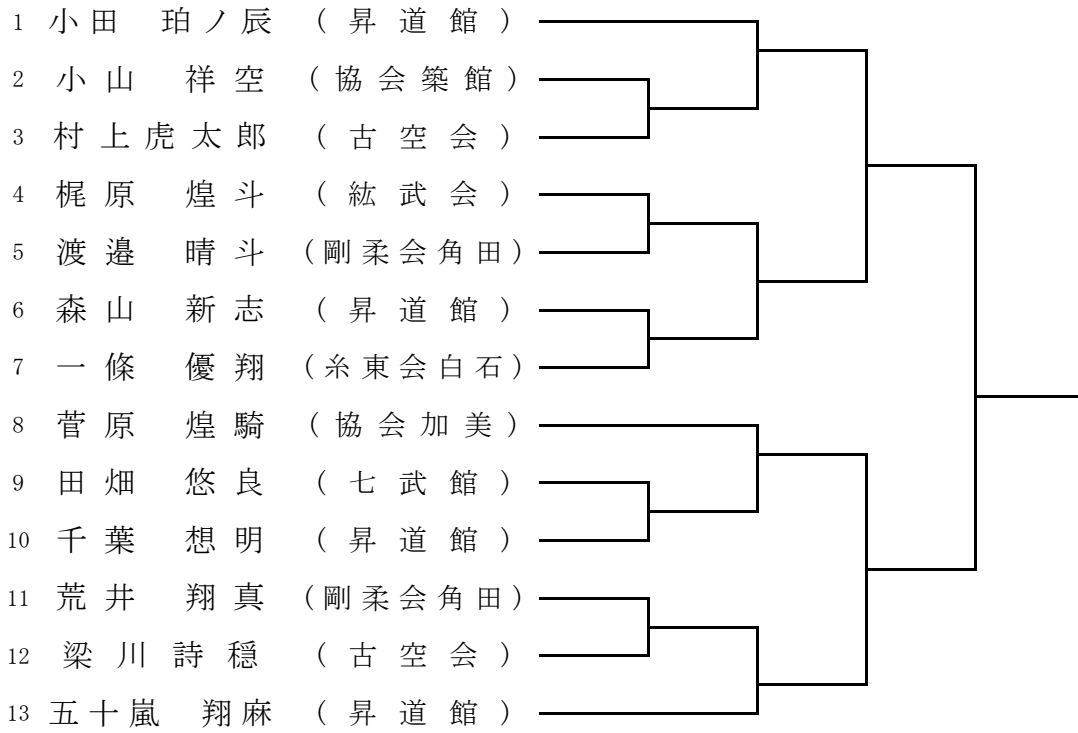 1 小田 珀ノ辰 (昇道館)
2 小山 祥空 (協会築館)
3 村上虎太郎 (古空会)
4 梶原 煌斗 (紘武会)
5 渡邉 晴斗 (剛柔会角田)
6 森山 新志 (昇道館)
7 一條 優翔 (糸東会白石)
8 菅原 煌騎 (協会加美)
9 田畑 悠良 (七武館)
10 千葉 想明 (昇道館)
11 荒井 翔真 (剛柔会角田)
12 梁川詩穏 (古空会)
13 五十嵐 翔麻 (昇道館)